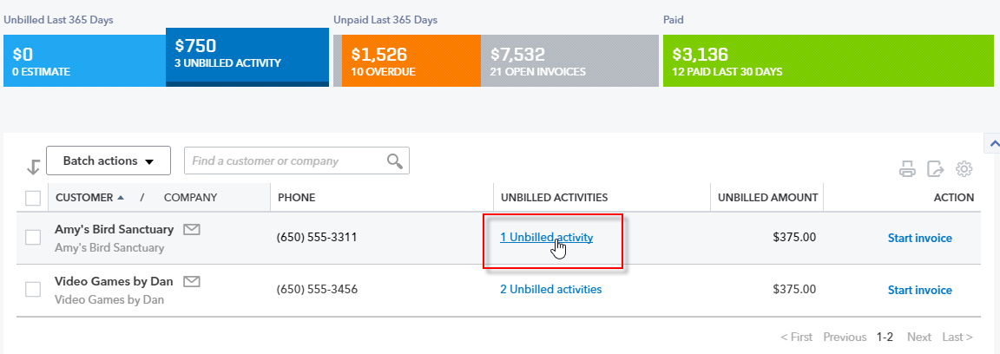 Unbilled Last 365 Days
Unpaid Last 365 Days
Paid
$0
0 ESTIMATE
$750
3 UNBILLED ACTIVITY
$1,526
10 OVERDUE
$7,532
21 OPEN INVOICES
$3,136
12 PAID LAST 30 DAYS
Batch actions
Find a customer or company
CUSTOMER / COMPANY PHONE UNBILLED ACTIVITIES UNBILLED AMOUNT ACTION
Amy's Bird Sanctuary
Amy's Bird Sanctuary
(650) 555-3311
1 Unbilled activity
$375.00
Start invoice
Video Games by Dan
Video Games by Dan
(650) 555-3456
2 Unbilled activities
$375.00
Start invoice
< First Previous 1-2 Next Last >